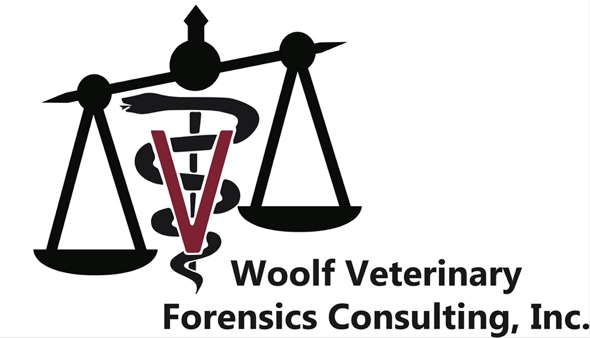 V
Woolf Veterinary
Forensics Consulting, Inc.